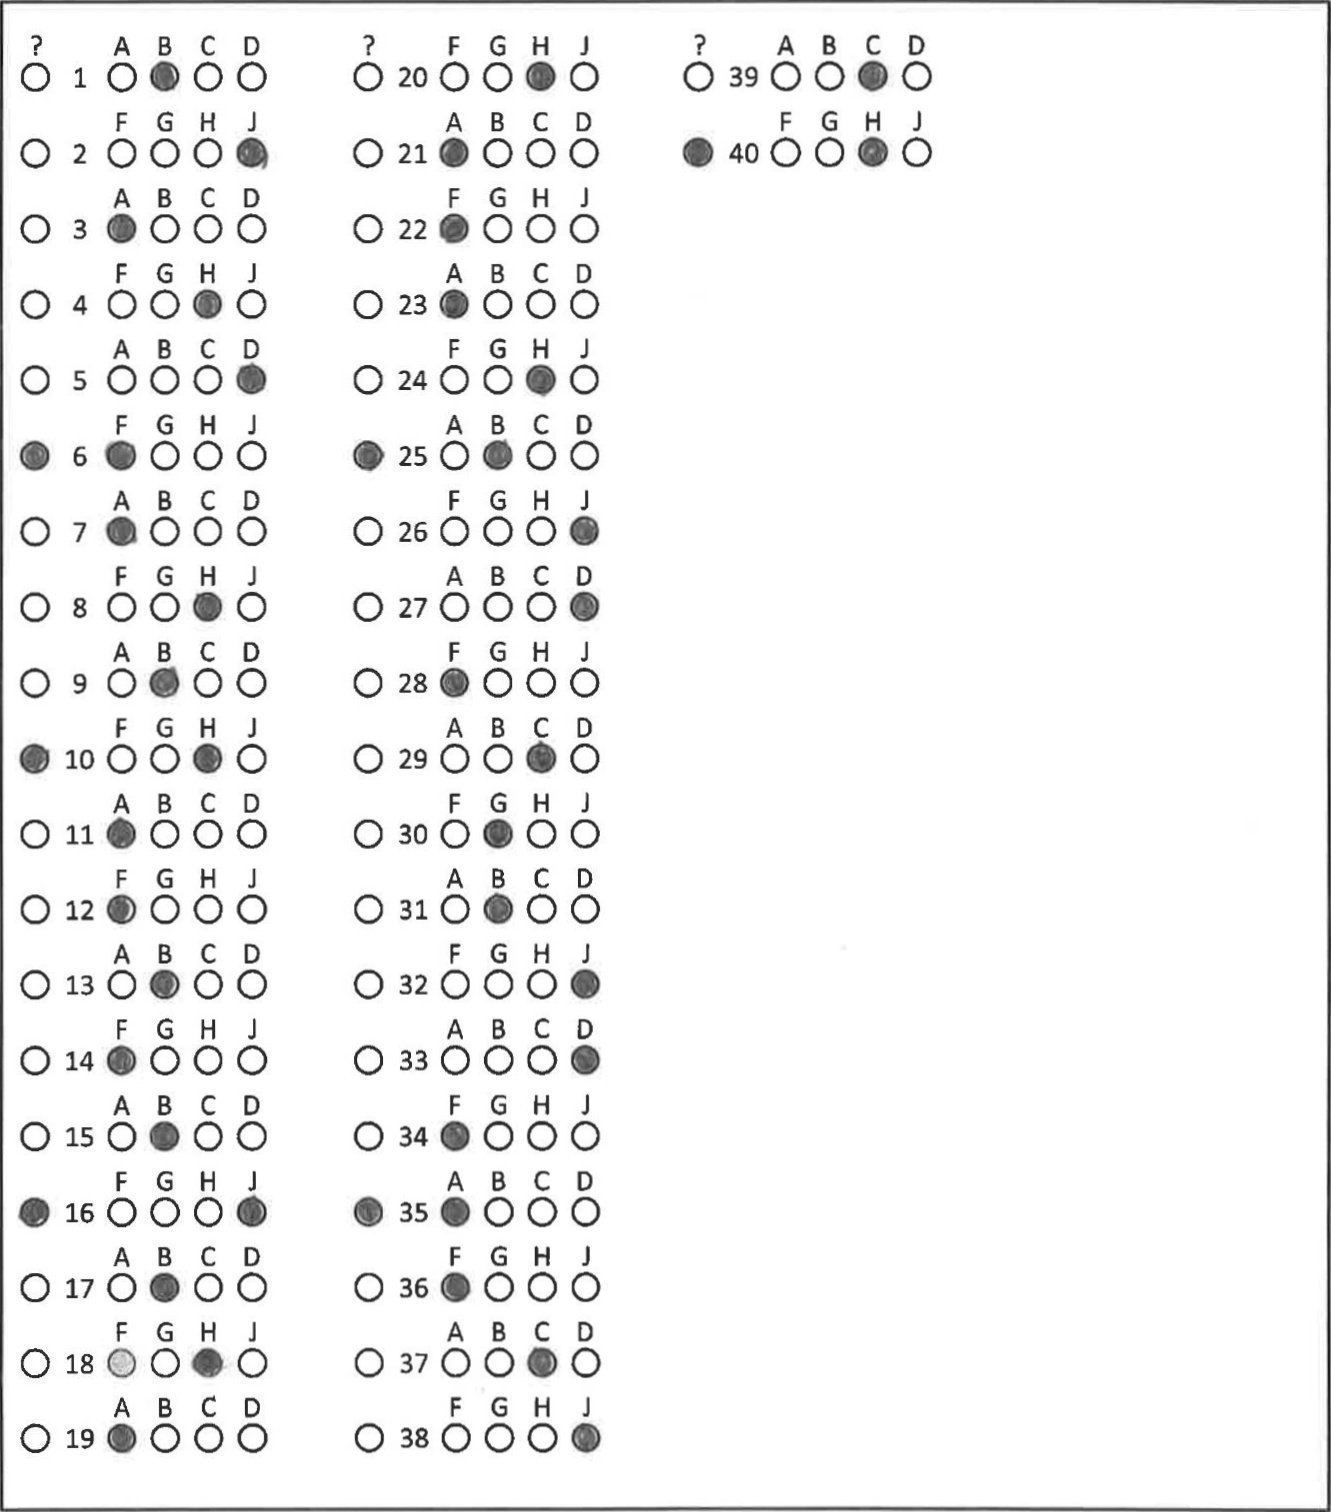 ? A B C D
1
F G H J
2
A B C D
3
F G H J
4
A B C D
5
F G H J
6
A B C D
7
F G H J
8
A B C D
9
F G H J
10
A B C D
11
F G H J
12
A B C D
13
F G H J
14
A B C D
15
F G H J
16
A B C D
17
F G H J
18
A B C D
19
? F G H J
20
A B C D
21
F G H J
22
A B C D
23
F G H J
24
A B C D
25
F G H J
26
A B C D
27
F G H J
28
A B C D
29
F G H J
30
A B C D
31
F G H J
32
A B C D
33
F G H J
34
A B C D
35
F G H J
36
A B C D
37
F G H J
38
? A B C D
39
F G H J
40